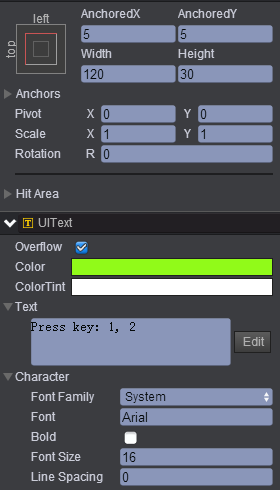 left
AnchoredX AnchoredY
top
5 5
Width Height
120 30
Anchors
Pivot X 0 Y 0
Scale X 1 Y 1
Rotation R 0
Hit Area
UIText
Overflow
Color
ColorTint
Text
Press key: 1, 2
Edit
Character
Font Family System
Font Arial
Bold
Font Size 16
Line Spacing 0